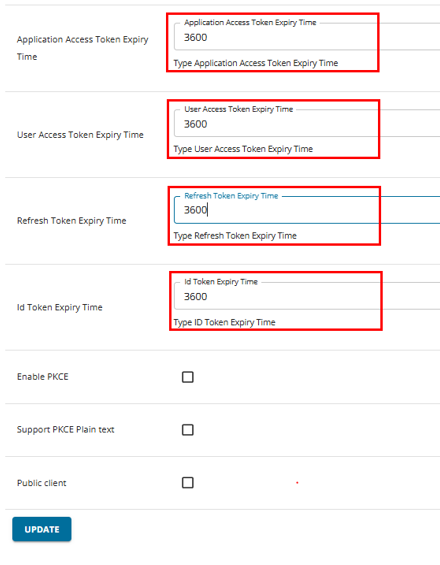 Application Access Token Expiry Time
Application Access Token Expiry
Time
3600
Type Application Access Token Expiry Time
User Access Token Expiry Time
User Access Token Expiry Time
3600
Type User Access Token Expiry Time
Refresh Token Expiry Time
Refresh Token Expiry Time
3600
Type Refresh Token Expiry Time
Id Token Expiry Time
Id Token Expiry Time
3600
Type ID Token Expiry Time
Enable PKCE
Support PKCE Plain text
Public client
UPDATE